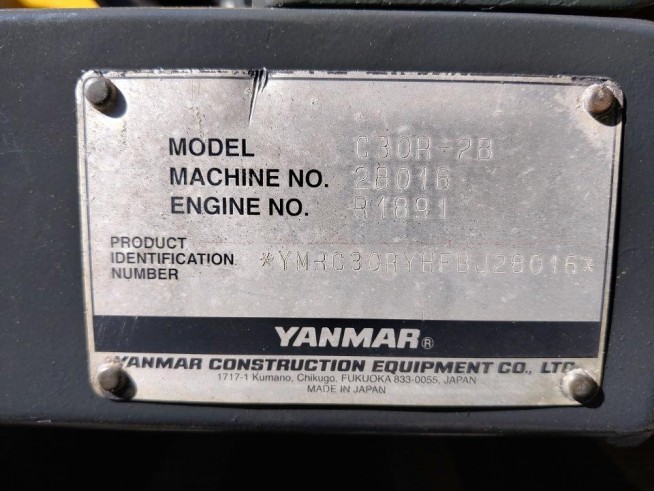 MODEL C30R-2B
MACHINE NO. 28016
ENGINE NO. R1891
PRODUCT
IDENTIFICATION
NUMBER *YMRC30RYHFBJ28016*
YANMAR®
YANMAR CONSTRUCTION EQUIPMENT CO., LTD.
1717-1 Kumano, Chikugo, FUKUOKA 833-0055, JAPAN
MADE IN JAPAN